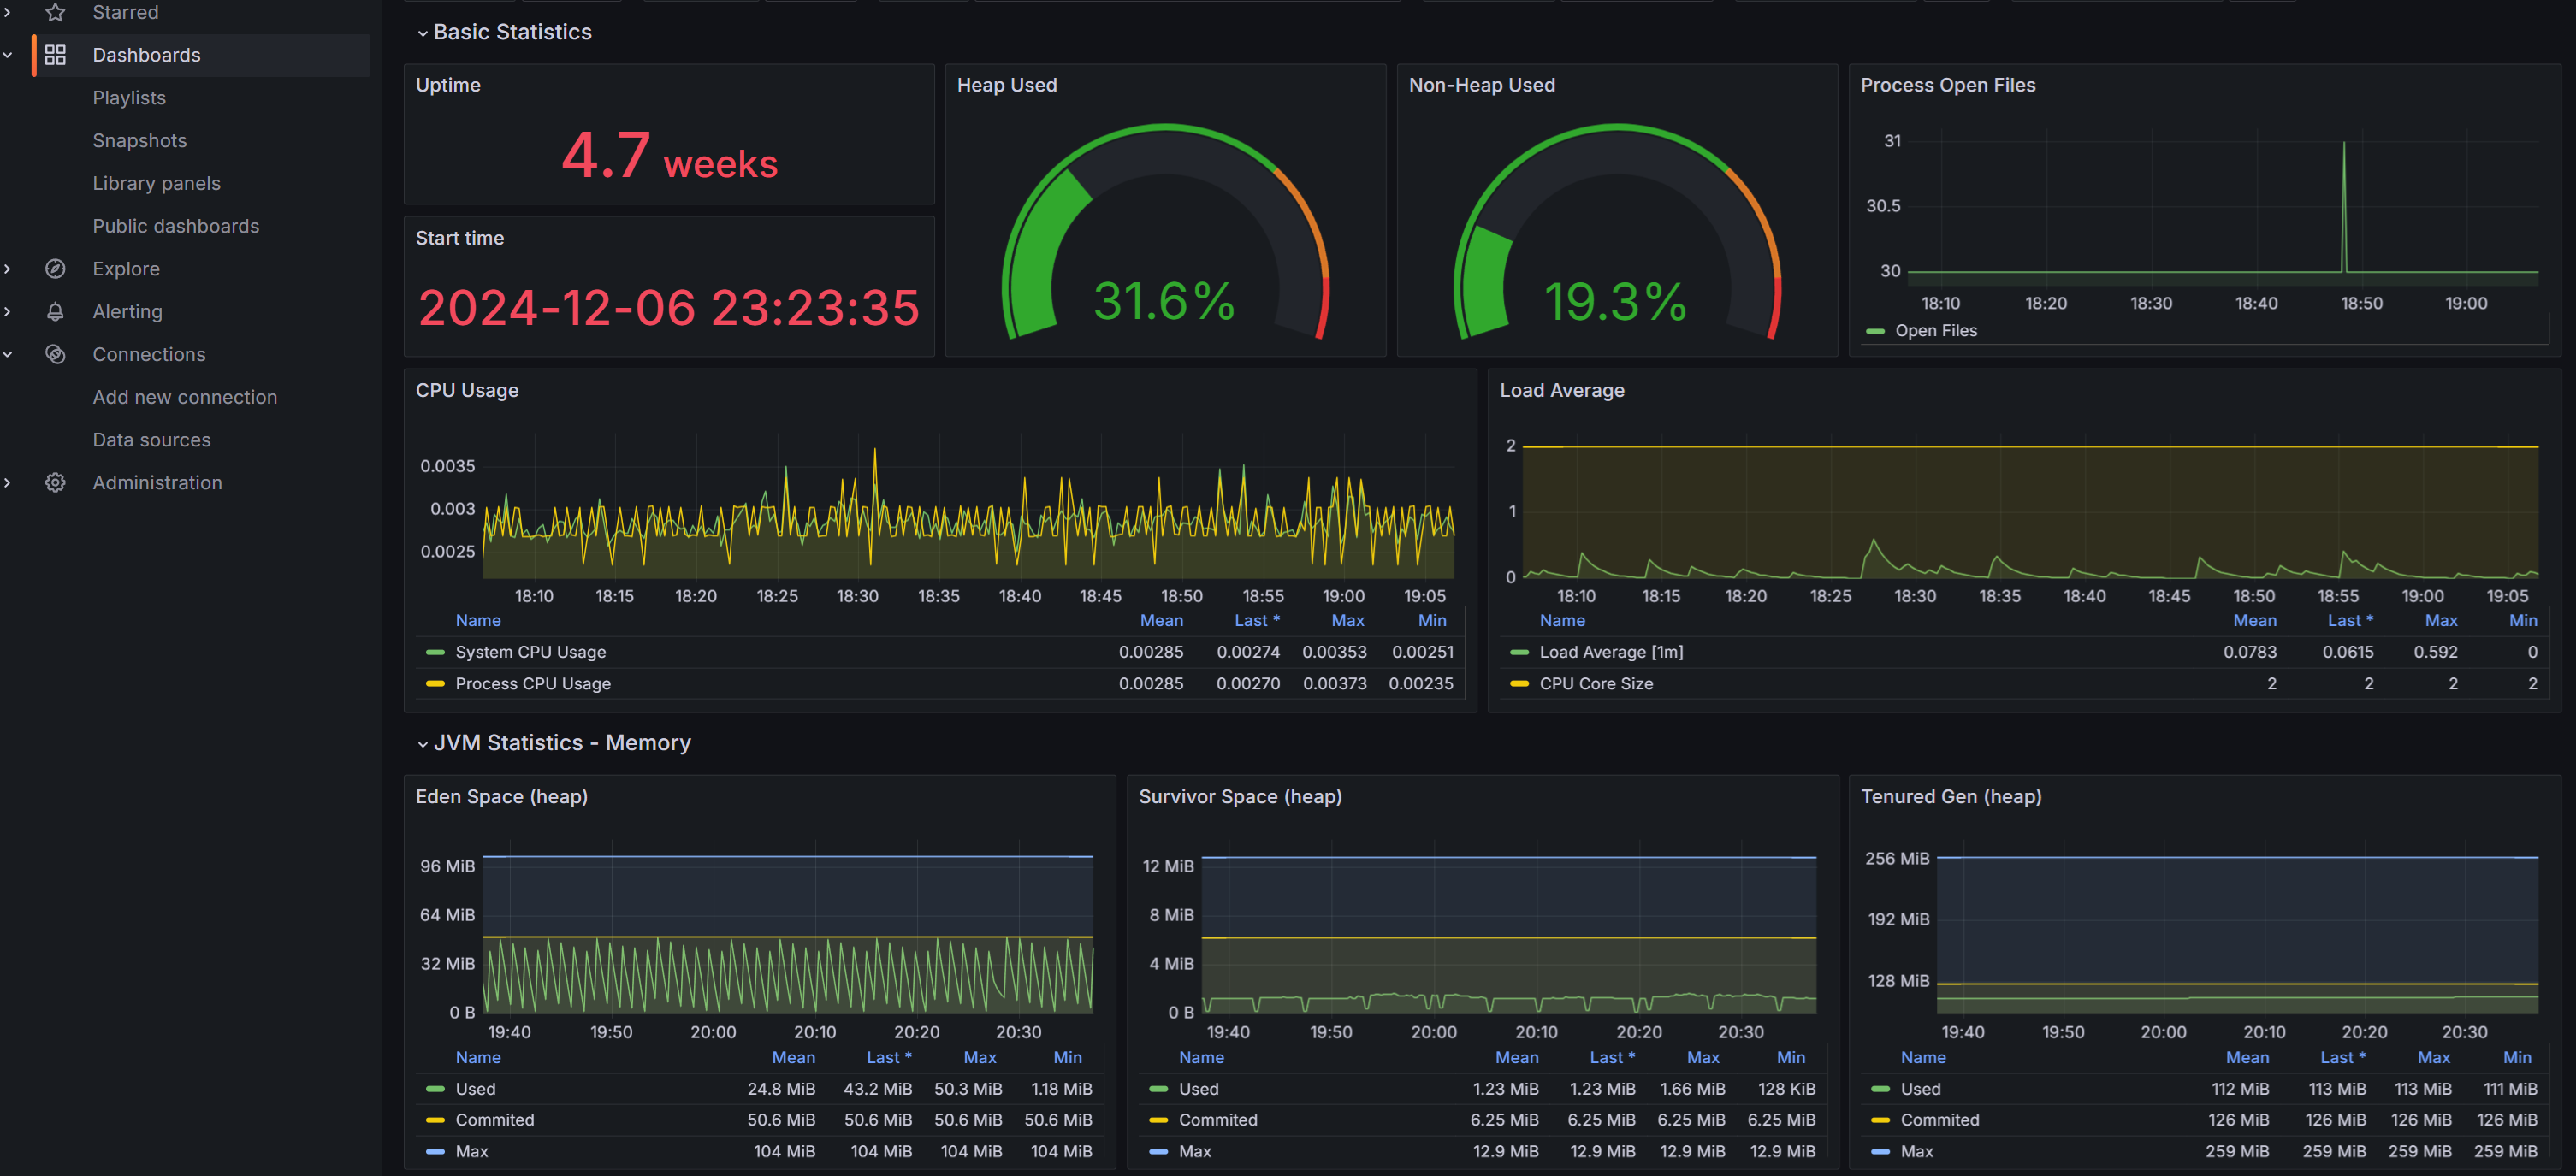 Starred
Dashboards
Playlists
Snapshots
Library panels
Public dashboards
Explore
Alerting
Connections
Add new connection
Data sources
Administration
Basic Statistics
Uptime
4.7 weeks
Start time
2024-12-06 23:23:35
Heap Used
31.6%
Non-Heap Used
19.3%
Process Open Files
31
30.5
30
18:10 18:20 18:30 18:40 18:50 19:00
Open Files
CPU Usage
0.0035
0.003
0.0025
18:10 18:15 18:20 18:25 18:30 18:35 18:40 18:45 18:50 18:55 19:00 19:05
Name Mean Last * Max Min
System CPU Usage 0.00285 0.00274 0.00353 0.00251
Process CPU Usage 0.00285 0.00270 0.00373 0.00235
Load Average
2
1
0
18:10 18:15 18:20 18:25 18:30 18:35 18:40 18:45 18:50 18:55 19:00 19:05
Name Mean Last * Max Min
Load Average [1m] 0.0783 0.0615 0.592 0
CPU Core Size 2 2 2 2
JVM Statistics - Memory
Eden Space (heap)
96 MiB
64 MiB
32 MiB
0 B
19:40 19:50 20:00 20:10 20:20 20:30
Name Mean Last * Max Min
Used 24.8 MiB 43.2 MiB 50.3 MiB 1.18 MiB
Commited 50.6 MiB 50.6 MiB 50.6 MiB 50.6 MiB
Max 104 MiB 104 MiB 104 MiB 104 MiB
Survivor Space (heap)
12 MiB
8 MiB
4 MiB
0 B
19:40 19:50 20:00 20:10 20:20 20:30
Name Mean Last * Max Min
Used 1.23 MiB 1.23 MiB 1.66 MiB 128 KiB
Commited 6.25 MiB 6.25 MiB 6.25 MiB 6.25 MiB
Max 12.9 MiB 12.9 MiB 12.9 MiB 12.9 MiB
Tenured Gen (heap)
256 MiB
192 MiB
128 MiB
19:40 19:50 20:00 20:10 20:20 20:30
Name Mean Last * Max Min
Used 112 MiB 113 MiB 113 MiB 111 MiB
Commited 126 MiB 126 MiB 126 MiB 126 MiB
Max 259 MiB 259 MiB 259 MiB 259 MiB